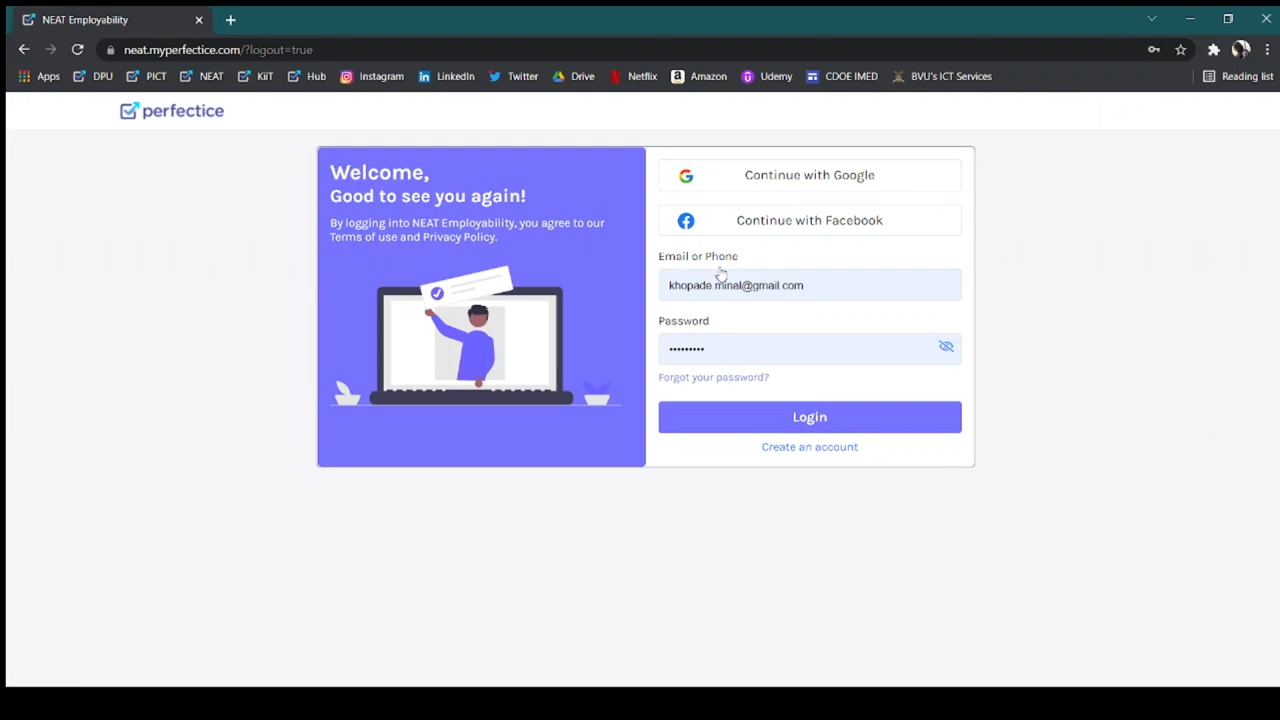 NEAT Employability
neat.myperfectice.com/?logout=true
Apps DPU PICT NEAT KiiT Hub Instagram LinkedIn Twitter Drive Netflix Amazon Udemy CDOE IMED BVU's ICT Services Reading list
perfectice
Welcome,
Good to see you again!
By logging into NEAT Employability, you agree to our
Terms of use and Privacy Policy.
Continue with Google
Continue with Facebook
Email or Phone
khopade.minal@gmail.com
Password
•••••••••
Forgot your password?
Login
Create an account